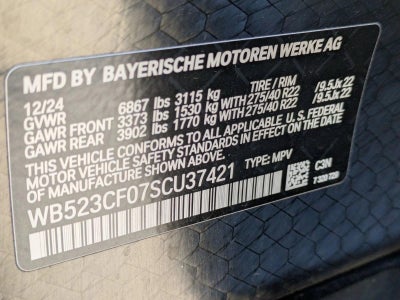 MFD BY BAYERISCHE MOTOREN WERKE AG
12/24 TIRE / RIM
GVWR 6867 lbs 3115 kg
GAWR FRONT 3373 lbs 1530 kg WITH 275/40 R22 / 9.5Jx22
GAWR REAR 3902 lbs 1770 kg WITH 275/40 R22 / 9.5Jx22
THIS VEHICLE CONFORMS TO ALL APPLICABLE U.S. FEDERAL
MOTOR VEHICLE SAFETY STANDARDS IN EFFECT ON THE DATE
OF MANUFACTURE SHOWN ABOVE.
WB523CF07SCU37421 TYPE: MPV
C3N